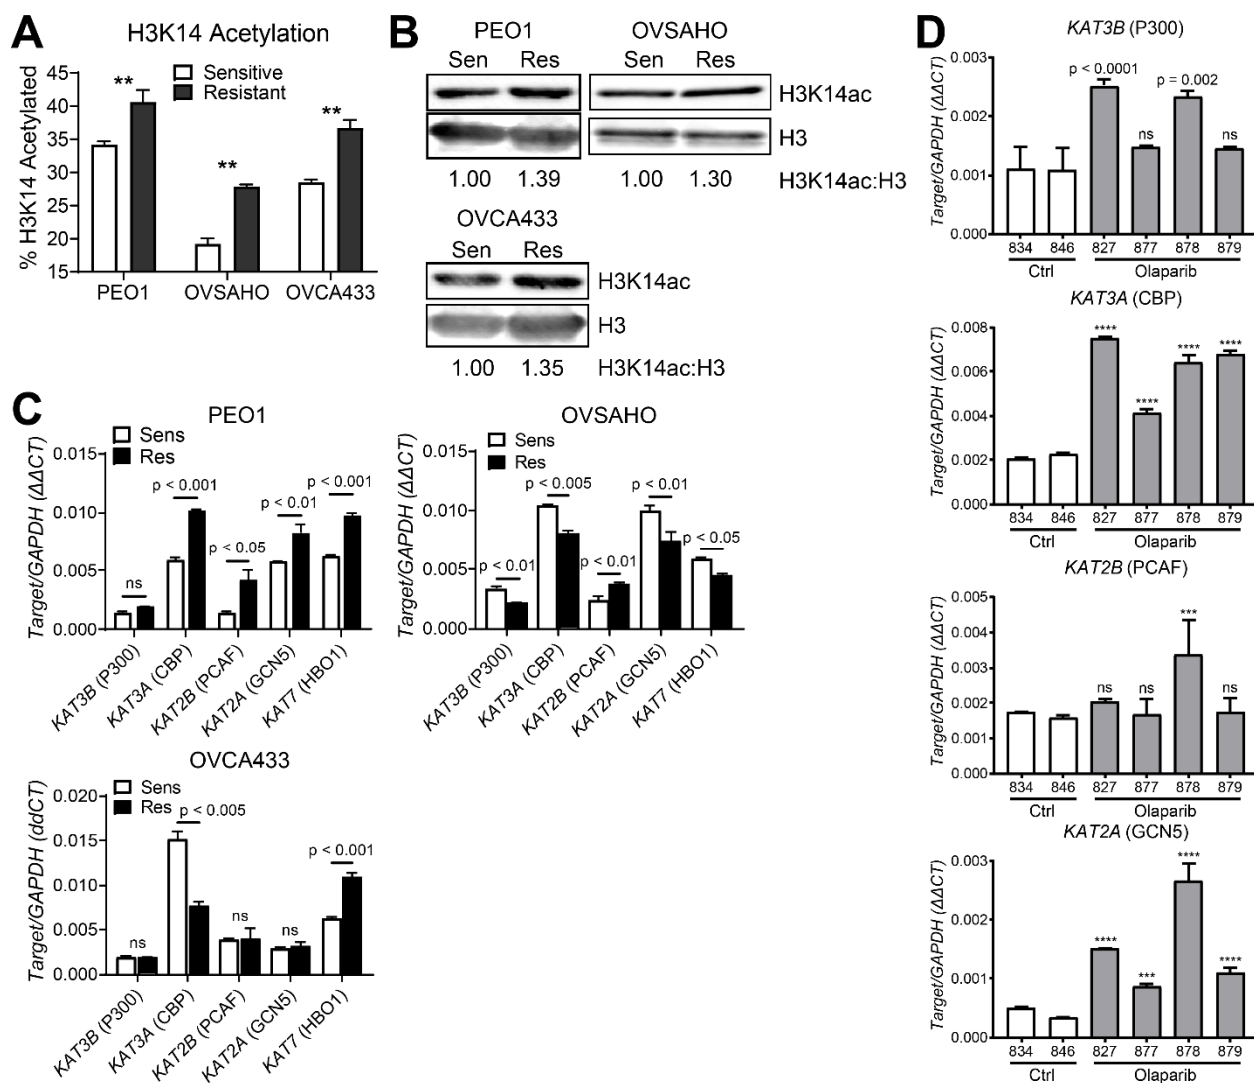 A
H3K14 Acetylation
% H3K14 Acetylated
45
40
35
30
25
20
15
Sensitive
Resistant
**
**
**
PEO1
OVSAHO
OVCA433
B
PEO1
OVSAHO
Sen
Res
Sen
Res
H3K14ac
H3
1.00
1.39
1.00
1.30
H3K14ac:H3
OVCA433
Sen
Res
H3K14ac
H3
1.00
1.35
H3K14ac:H3
C
PEO1
Target/GAPDH (ΔΔCT)
0.015
0.010
0.005
0.000
Sens
Res
ns
p < 0.001
p < 0.05
p < 0.01
p < 0.001
KAT3B (P300)
KAT3A (CBP)
KAT2B (PCAF)
KAT2A (GCN5)
KAT7 (HBO1)
OVSAHO
Target/GAPDH (ΔΔCT)
0.015
0.010
0.005
0.000
Sens
Res
p < 0.01
p < 0.005
p < 0.01
p < 0.01
p < 0.05
KAT3B (P300)
KAT3A (CBP)
KAT2B (PCAF)
KAT2A (GCN5)
KAT7 (HBO1)
OVCA433
Target/GAPDH (ddCT)
0.020
0.015
0.010
0.005
0.000
Sens
Res
ns
p < 0.005
ns
ns
p < 0.001
KAT3B (P300)
KAT3A (CBP)
KAT2B (PCAF)
KAT2A (GCN5)
KAT7 (HBO1)
D
KAT3B (P300)
Target/GAPDH (ΔΔCT)
0.003
0.002
0.001
0.000
p < 0.0001
ns
p = 0.002
ns
834 846 827 877 878 879
Ctrl
Olaparib
KAT3A (CBP)
Target/GAPDH (ΔΔCT)
0.008
0.006
0.004
0.002
0.000
****
****
****
****
834 846 827 877 878 879
Ctrl
Olaparib
KAT2B (PCAF)
Target/GAPDH (ΔΔCT)
0.005
0.003
0.002
0.001
0.000
ns
ns
***
ns
834 846 827 877 878 879
Ctrl
Olaparib
KAT2A (GCN5)
Target/GAPDH (ΔΔCT)
0.003
0.002
0.001
0.000
****
***
****
****
834 846 827 877 878 879
Ctrl
Olaparib